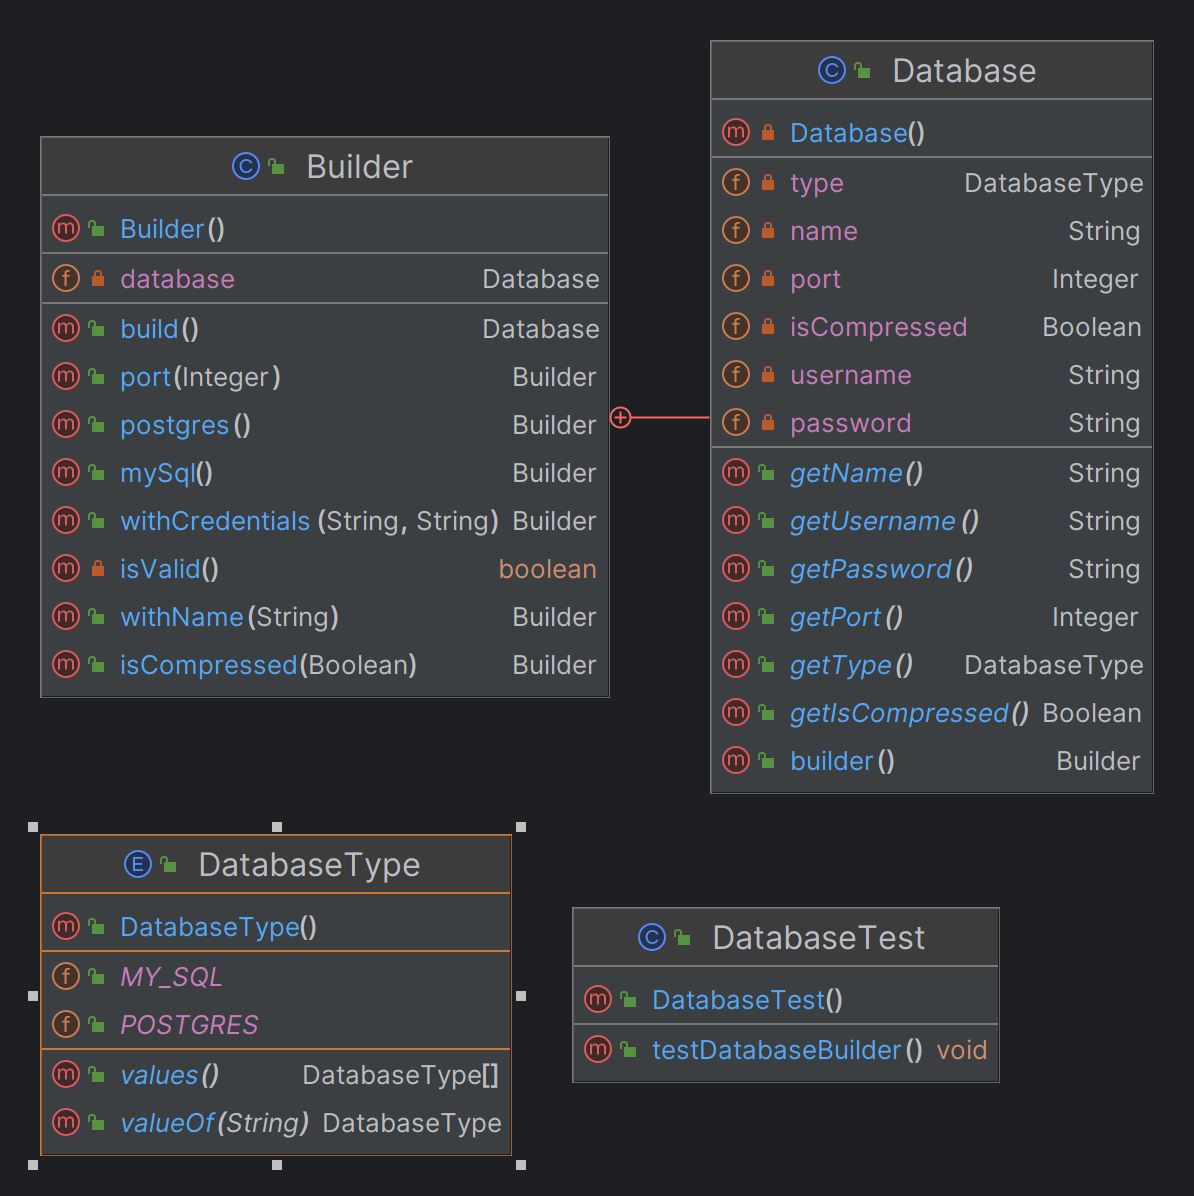 Builder
Builder()
database Database
build() Database
port(Integer) Builder
postgres() Builder
mySql() Builder
withCredentials(String, String) Builder
isValid() boolean
withName(String) Builder
isCompressed(Boolean) Builder
Database
Database()
type DatabaseType
name String
port Integer
isCompressed Boolean
username String
password String
getName() String
getUsername() String
getPassword() String
getPort() Integer
getType() DatabaseType
getIsCompressed() Boolean
builder() Builder
DatabaseType
DatabaseType()
MY_SQL
POSTGRES
values() DatabaseType[]
valueOf(String) DatabaseType
DatabaseTest
DatabaseTest()
testDatabaseBuilder() void